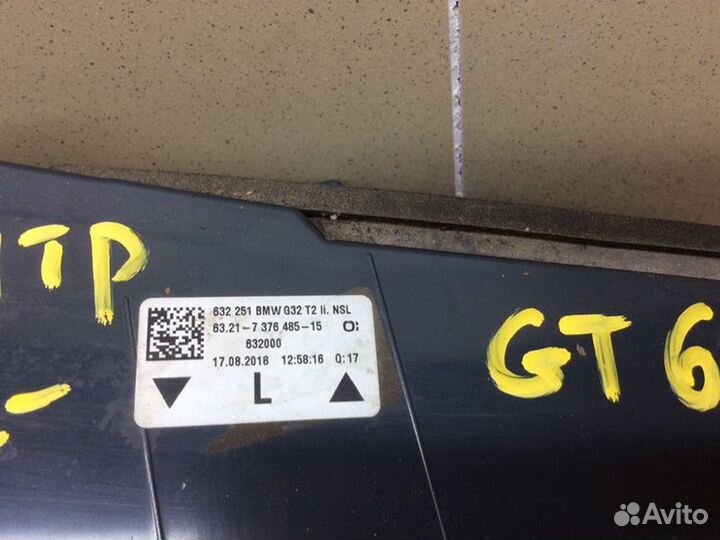 632 251 BMW G32 T2 li. NSL
63.21-7 376 485-15
632000
17.08.2018 12:58:16 Q:17
L
GT 6
Avito